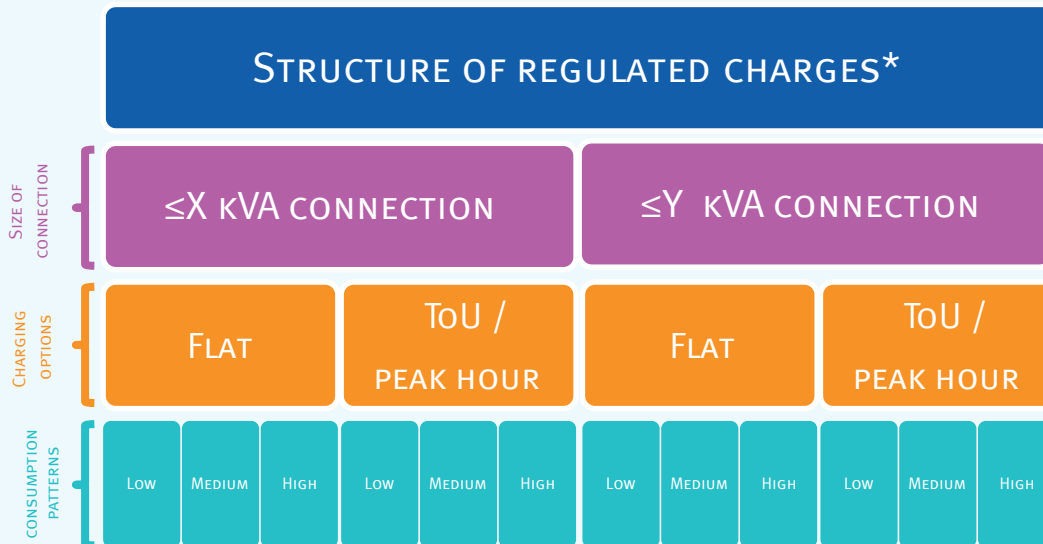 Structure of regulated charges*
Size of
connection
≤X kVA connection
≤Y kVA connection
Charging
options
Flat
ToU /
peak hour
Flat
ToU /
peak hour
consumption
patterns
Low
Medium
High
Low
Medium
High
Low
Medium
High
Low
Medium
High